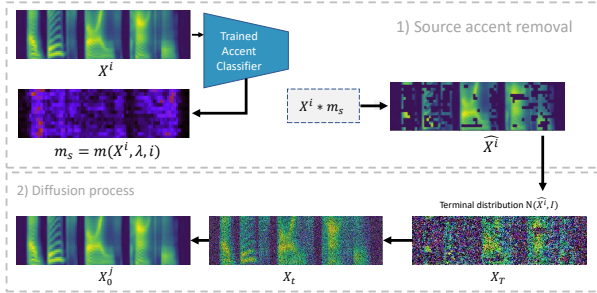 1) Source accent removal
Trained
Accent
Classifier
X^i
X^i * m_s
m_s = m(X^i, λ, i)
\widehat{X^i}
2) Diffusion process
Terminal distribution N(\widehat{X^i}, I)
X_0^j
X_t
X_T